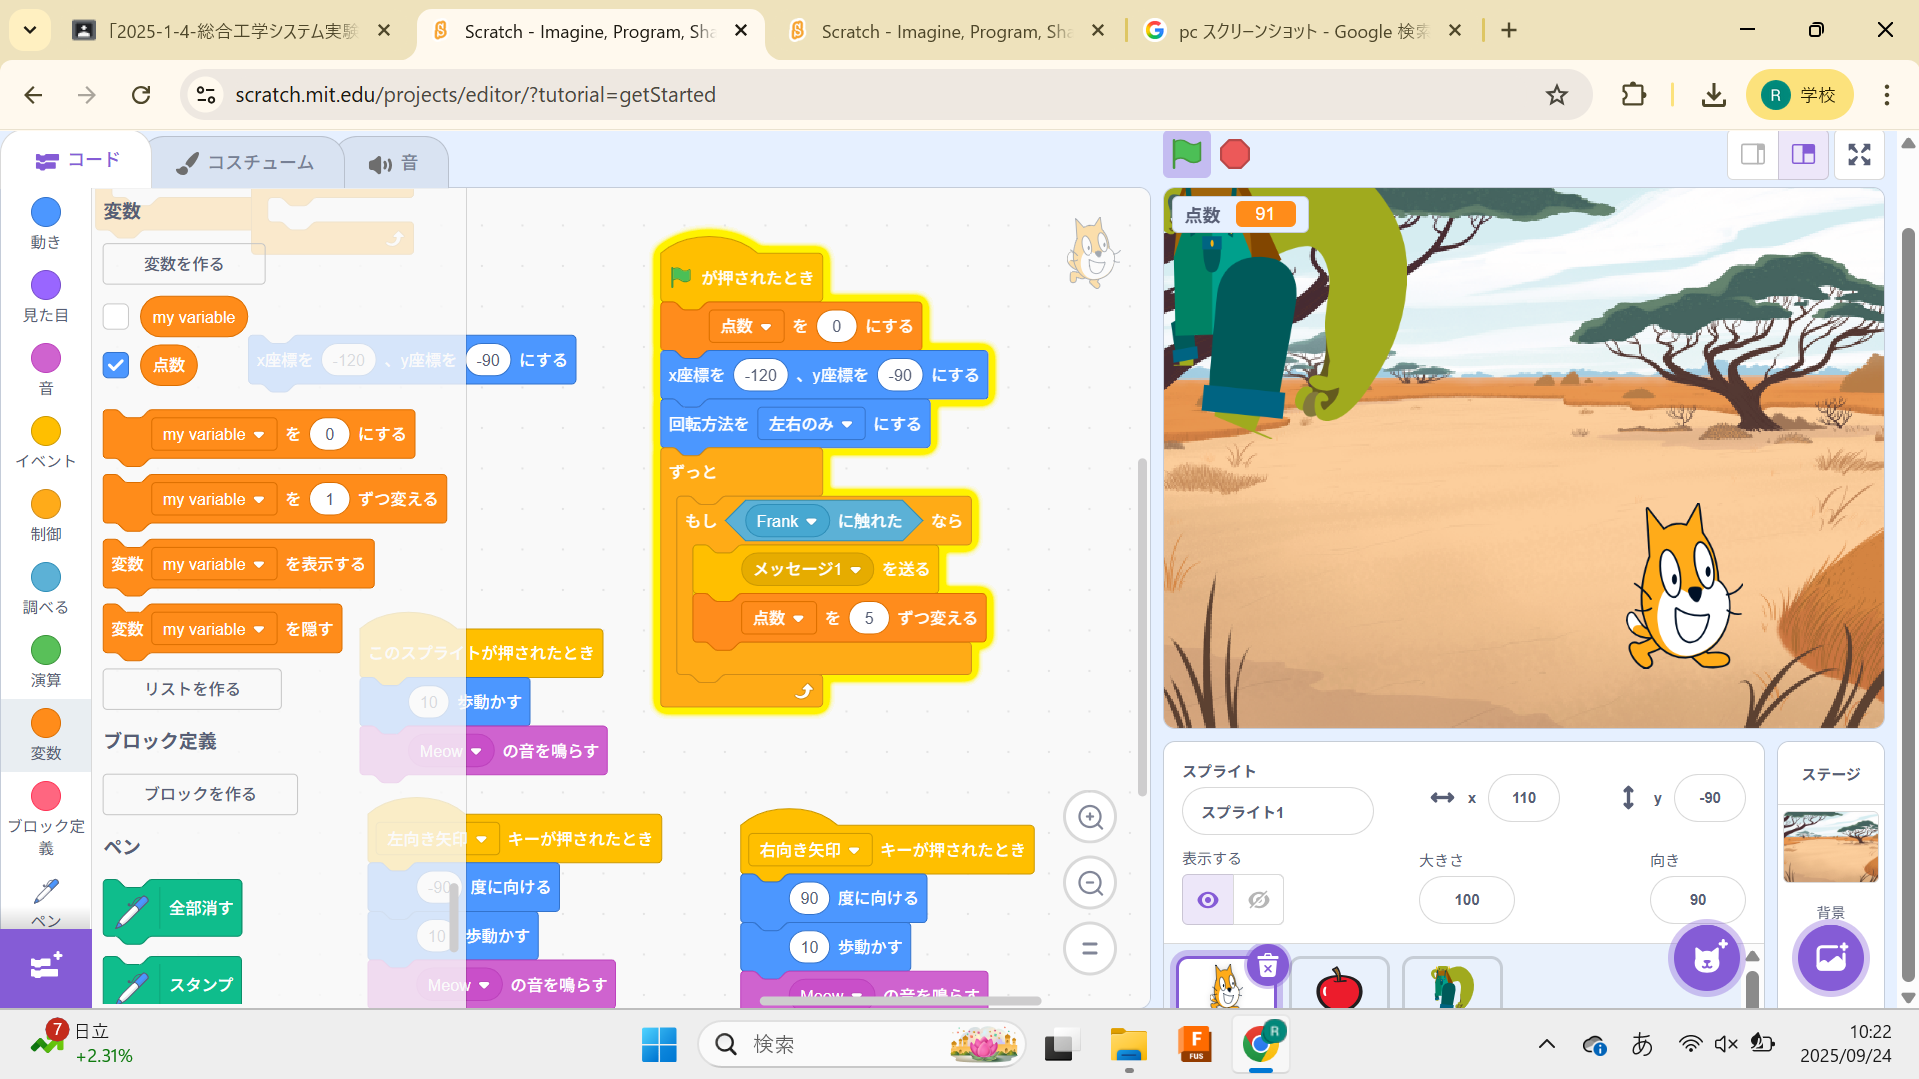 「2025-1-4-総合工学システム実験
Scratch - Imagine, Program, Sha
Scratch - Imagine, Program, Sha
pc スクリーンショット - Google 検索
scratch.mit.edu/projects/editor/?tutorial=getStarted
R 学校
コード
コスチューム
音
動き
見た目
音
イベント
制御
調べる
演算
変数
ブロック定義
ペン
変数
変数を作る
my variable
点数
my variable を 0 にする
my variable を 1 ずつ変える
変数 my variable を表示する
変数 my variable を隠す
リストを作る
ブロック定義
ブロックを作る
ペン
全部消す
スタンプ
x座標を -120 、y座標を -90 にする
このスプライトが押されたとき
10 歩動かす
Meow の音を鳴らす
左向き矢印 キーが押されたとき
-90 度に向ける
10 歩動かす
Meow の音を鳴らす
が押されたとき
点数 を 0 にする
x座標を -120 、y座標を -90 にする
回転方法を 左右のみ にする
ずっと
もし Frank に触れた なら
メッセージ1 を送る
点数 を 5 ずつ変える
右向き矢印 キーが押されたとき
90 度に向ける
10 歩動かす
Meow の音を鳴らす
点数 91
スプライト
スプライト1
x 110
y -90
表示する
大きさ
100
向き
90
ステージ
背景
7
日立
+2.31%
検索
F
FUS
R
あ
10:22
2025/09/24